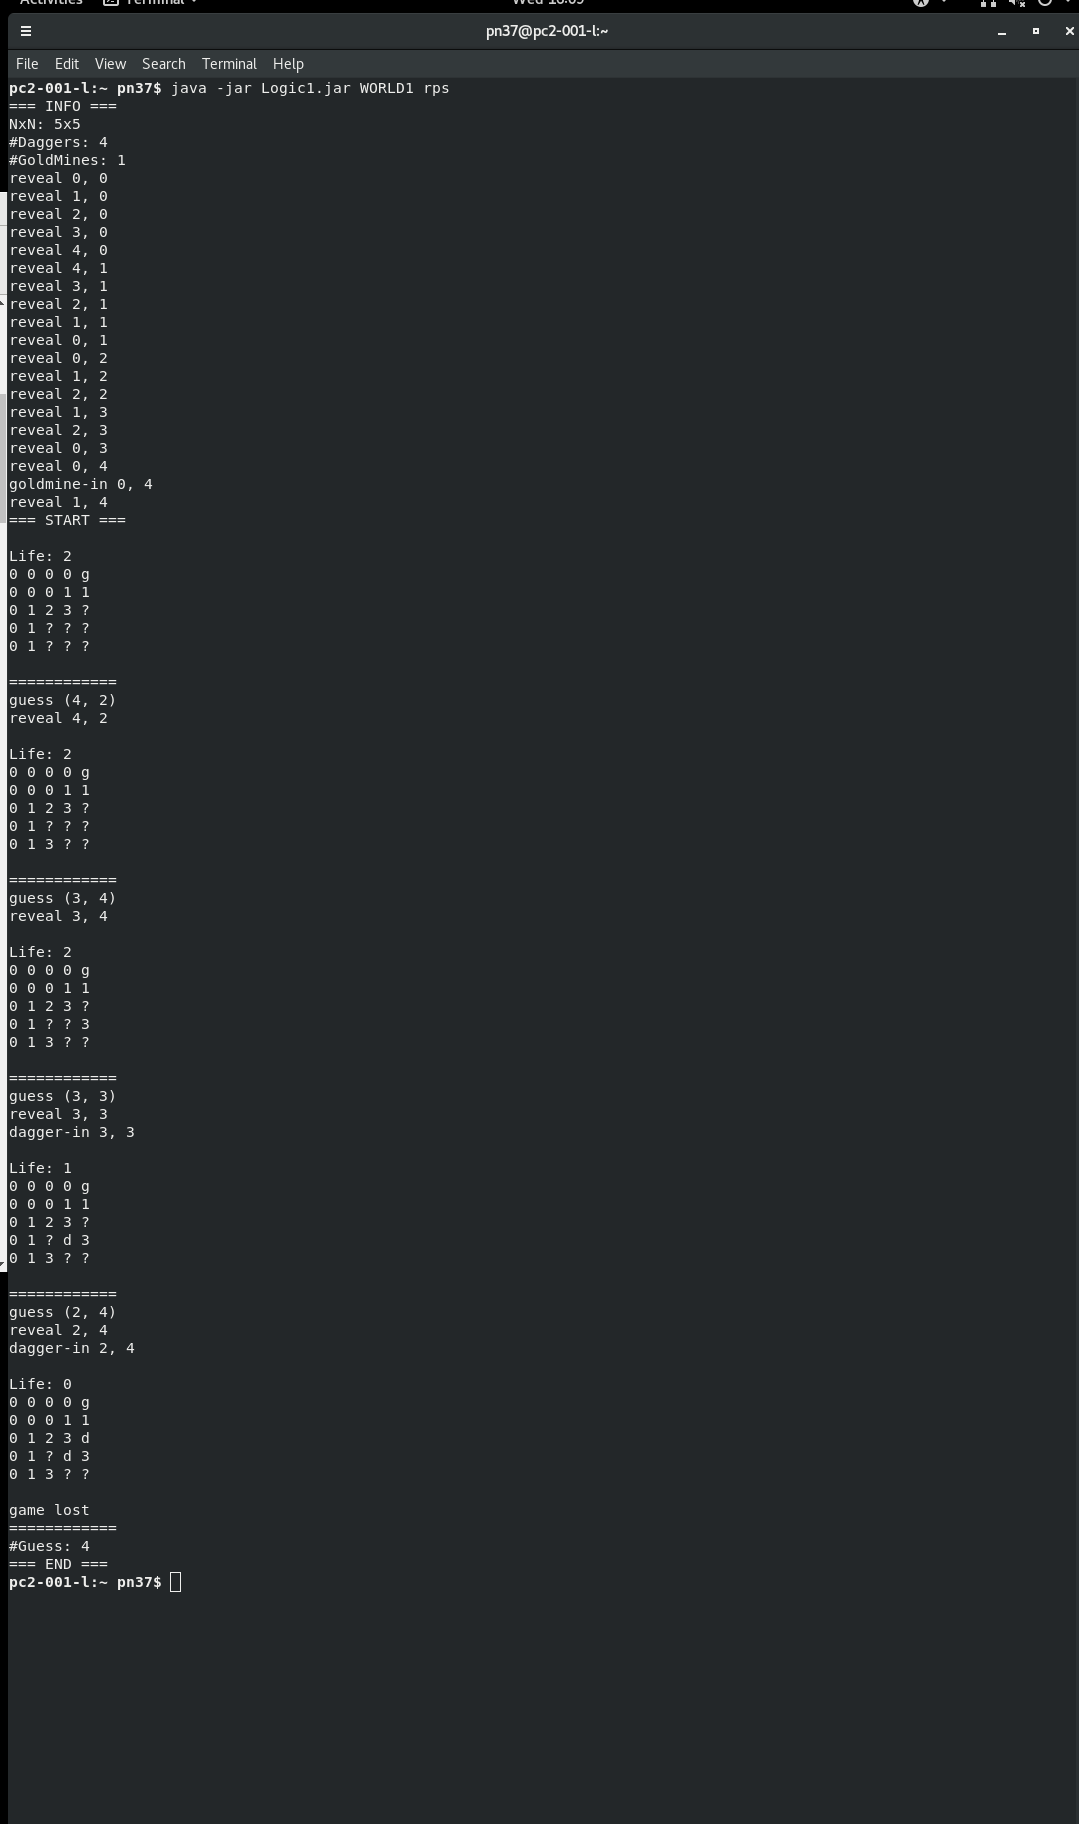 Activities Terminal Wed 16:09
pn37@pc2-001-l:~
File Edit View Search Terminal Help
pc2-001-l:~ pn37$ java -jar Logic1.jar WORLD1 rps
=== INFO ===
NxN: 5x5
#Daggers: 4
#GoldMines: 1
reveal 0, 0
reveal 1, 0
reveal 2, 0
reveal 3, 0
reveal 4, 0
reveal 4, 1
reveal 3, 1
reveal 2, 1
reveal 1, 1
reveal 0, 1
reveal 0, 2
reveal 1, 2
reveal 2, 2
reveal 1, 3
reveal 2, 3
reveal 0, 3
reveal 0, 4
goldmine-in 0, 4
reveal 1, 4
=== START ===
Life: 2
0 0 0 0 g
0 0 0 1 1
0 1 2 3 ?
0 1 ? ? ?
0 1 ? ? ?
============
guess (4, 2)
reveal 4, 2
Life: 2
0 0 0 0 g
0 0 0 1 1
0 1 2 3 ?
0 1 ? ? ?
0 1 3 ? ?
============
guess (3, 4)
reveal 3, 4
Life: 2
0 0 0 0 g
0 0 0 1 1
0 1 2 3 ?
0 1 ? ? 3
0 1 3 ? ?
============
guess (3, 3)
reveal 3, 3
dagger-in 3, 3
Life: 1
0 0 0 0 g
0 0 0 1 1
0 1 2 3 ?
0 1 ? d 3
0 1 3 ? ?
============
guess (2, 4)
reveal 2, 4
dagger-in 2, 4
Life: 0
0 0 0 0 g
0 0 0 1 1
0 1 2 3 d
0 1 ? d 3
0 1 3 ? ?
game lost
============
#Guess: 4
=== END ===
pc2-001-l:~ pn37$